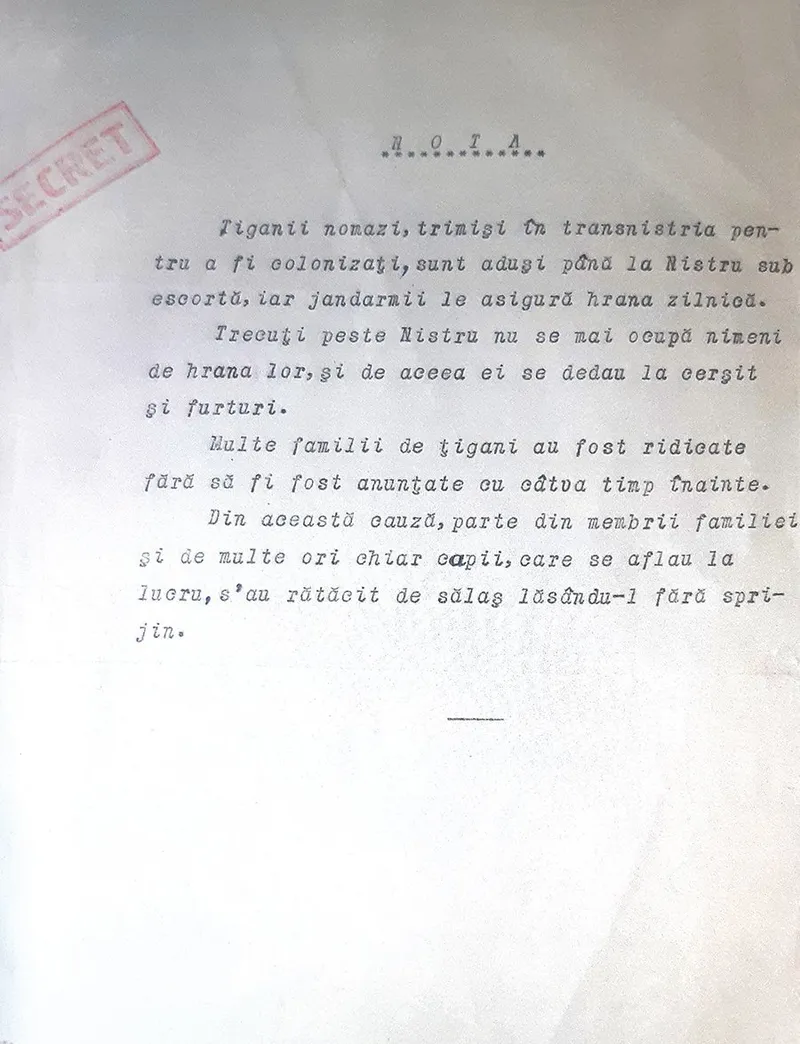 SECRET
N O T A
Ţiganii nomazi, trimişi în transnistria pen-
tru a fi colonizaţi, sunt aduşi până la Nistru sub
escortă, iar jandarmii le asigură hrana zilnică.
Trecuţi peste Nistru nu se mai ocupă nimeni
de hrana lor, şi de aceea ei se dedau la cerşit
şi furturi.
Multe familii de ţigani au fost ridicate
fără să fi fost anunţate cu câtva timp înainte.
Din această cauză, parte din membrii familiei
şi de multe ori chiar capii, care se aflau la
lucru, s'au rătăcit de sălaş lăsându-l fără spri-
jin.